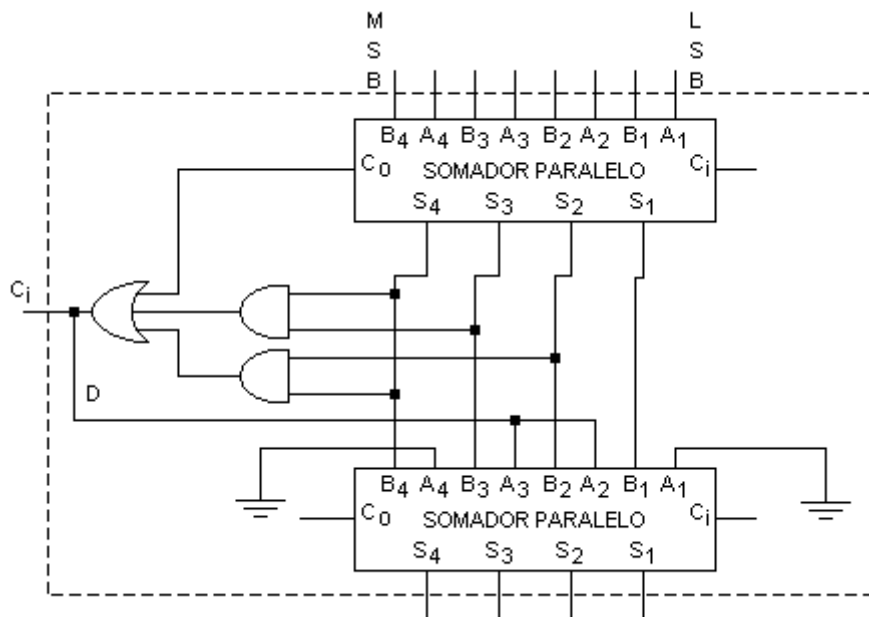 M L
S S
B B
B4 A4 B3 A3 B2 A2 B1 A1
C0 SOMADOR PARALELO Ci
S4 S3 S2 S1
Ci
D
B4 A4 B3 A3 B2 A2 B1 A1
C0 SOMADOR PARALELO Ci
S4 S3 S2 S1